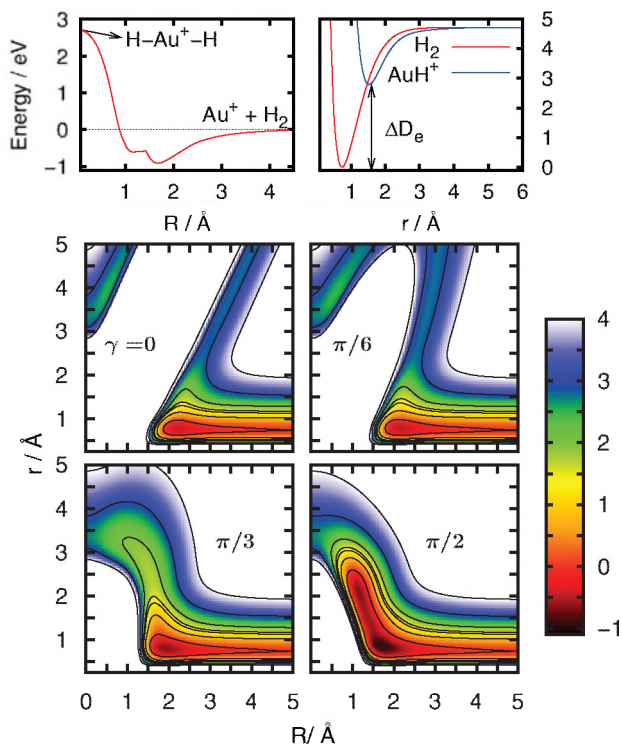 3
2
1
0
−1
Energy / eV
H−Au⁺−H
Au⁺ + H₂
1 2 3 4
R / Å
5
4
3
2
1
0
H₂
AuH⁺
ΔDₑ
1 2 3 4 5 6
r / Å
5
4
3
2
1
γ =0
π/6
5
4
3
2
1
0
π/3
π/2
r / Å
0 1 2 3 4 5
0 1 2 3 4 5
R/ Å
4
3
2
1
0
−1